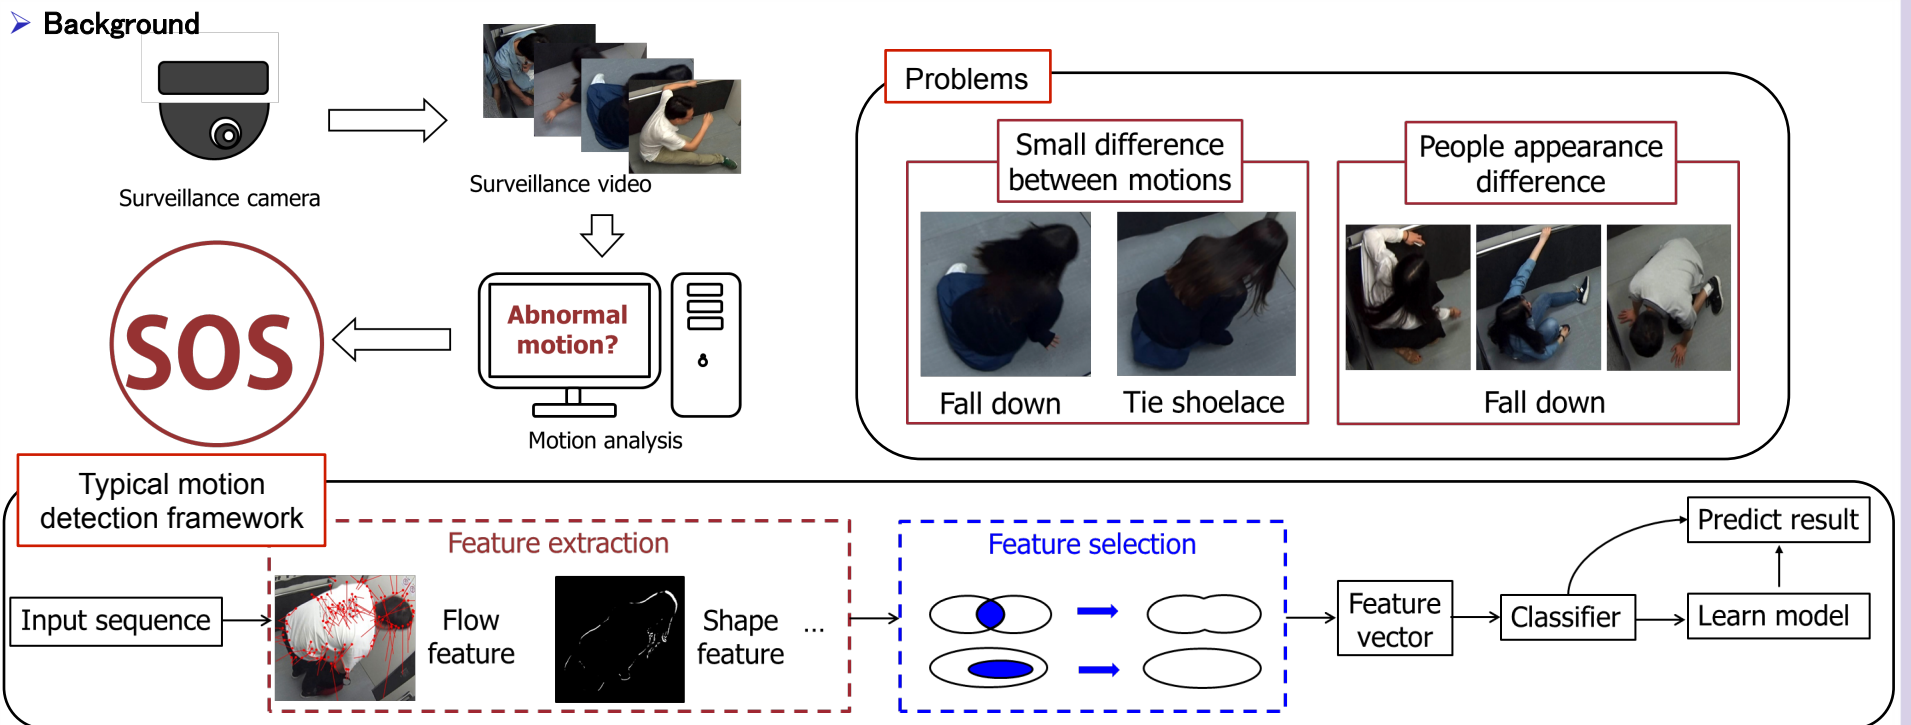 Background
Surveillance camera
Surveillance video
SOS
Abnormal
motion?
Motion analysis
Problems
Small difference
between motions
Fall down
Tie shoelace
People appearance
difference
Fall down
Typical motion
detection framework
Input sequence
Feature extraction
Flow
feature
Shape
feature
...
Feature selection
Feature
vector
Classifier
Predict result
Learn model